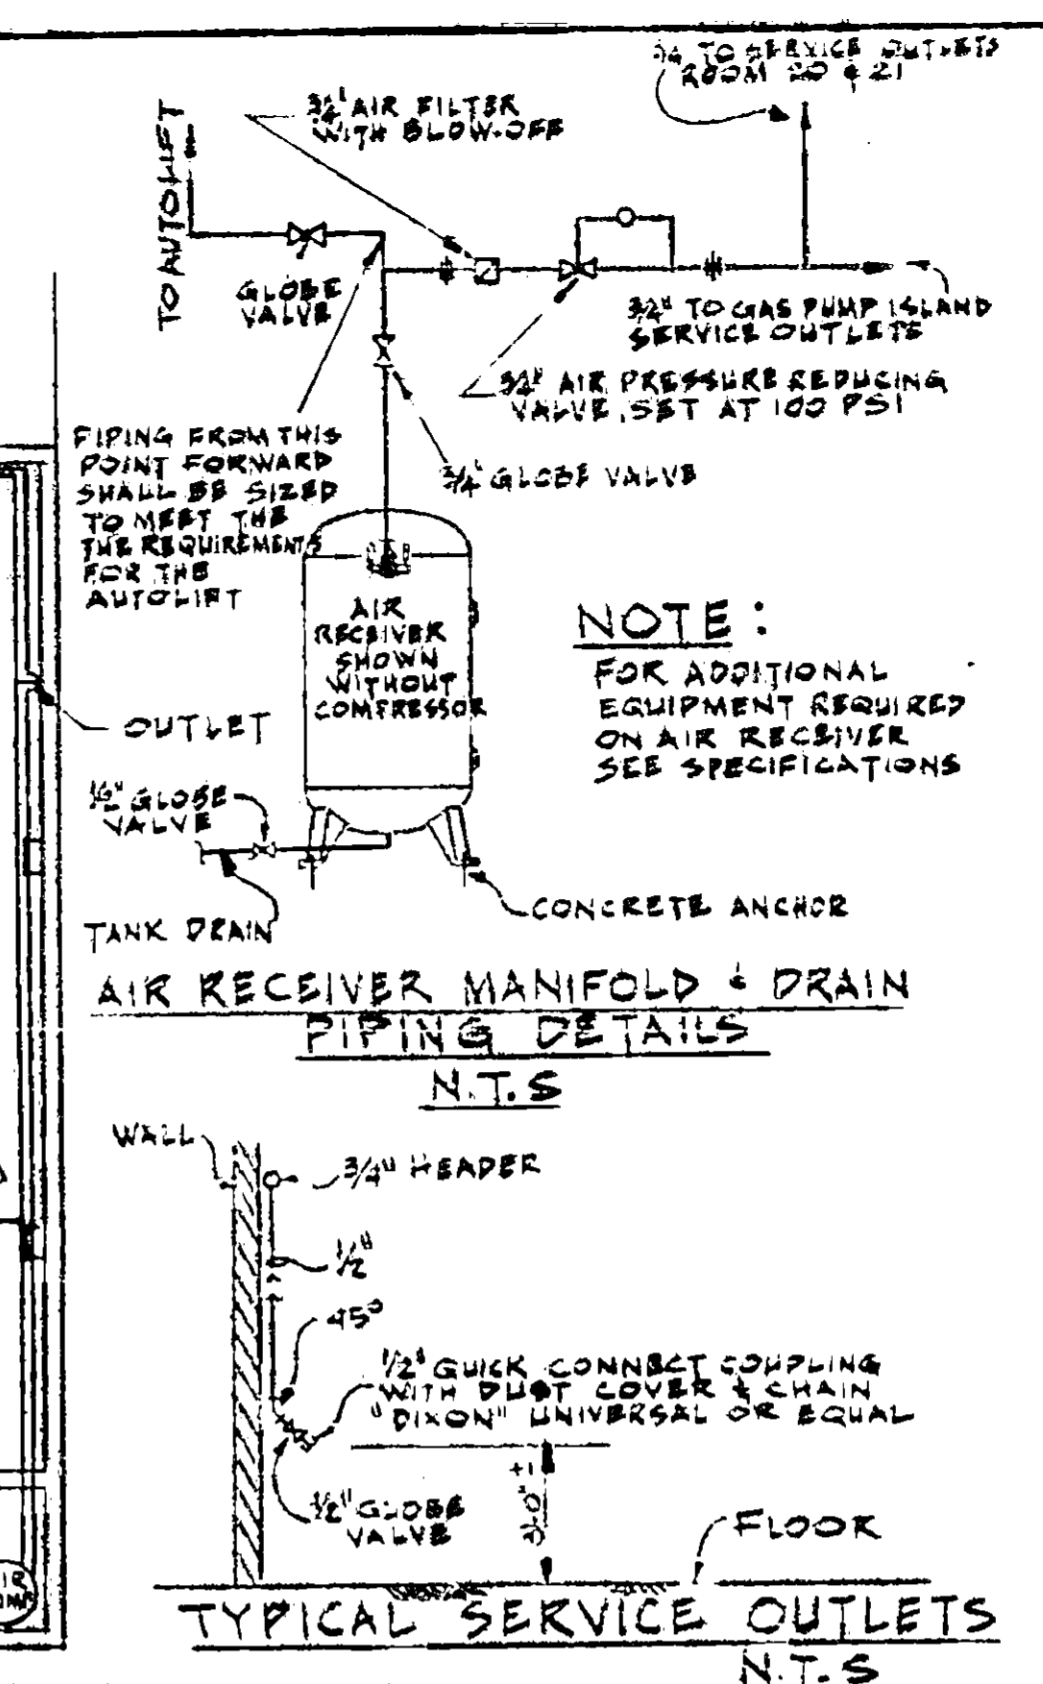 3/4 TO SERVICE OUTLETS
ROOM 20 & 21
3/4" AIR FILTER
WITH BLOW-OFF
TO AUTOLIFT
GLOBE
VALVE
3/4" TO GAS PUMP ISLAND
SERVICE OUTLETS
3/4" AIR PRESSURE REDUCING
VALVE, SET AT 100 PSI
PIPING FROM THIS
POINT FORWARD
SHALL BE SIZED
TO MEET THE
THE REQUIREMENTS
FOR THE
AUTOLIFT
3/4" GLOBE VALVE
AIR
RECEIVER
SHOWN
WITHOUT
COMPRESSOR
NOTE:
FOR ADDITIONAL
EQUIPMENT REQUIRED
ON AIR RECEIVER
SEE SPECIFICATIONS
OUTLET
1/2" GLOBE
VALVE
TANK DRAIN
CONCRETE ANCHOR
AIR RECEIVER MANIFOLD & DRAIN
PIPING DETAILS
N.T.S
WALL
3/4" HEADER
1/2"
45°
1/2" QUICK CONNECT COUPLING
WITH DUST COVER & CHAIN
"DIXON" UNIVERSAL OR EQUAL
1/2" GLOBE
VALVE
3'-0" ±
FLOOR
TYPICAL SERVICE OUTLETS
N.T.S